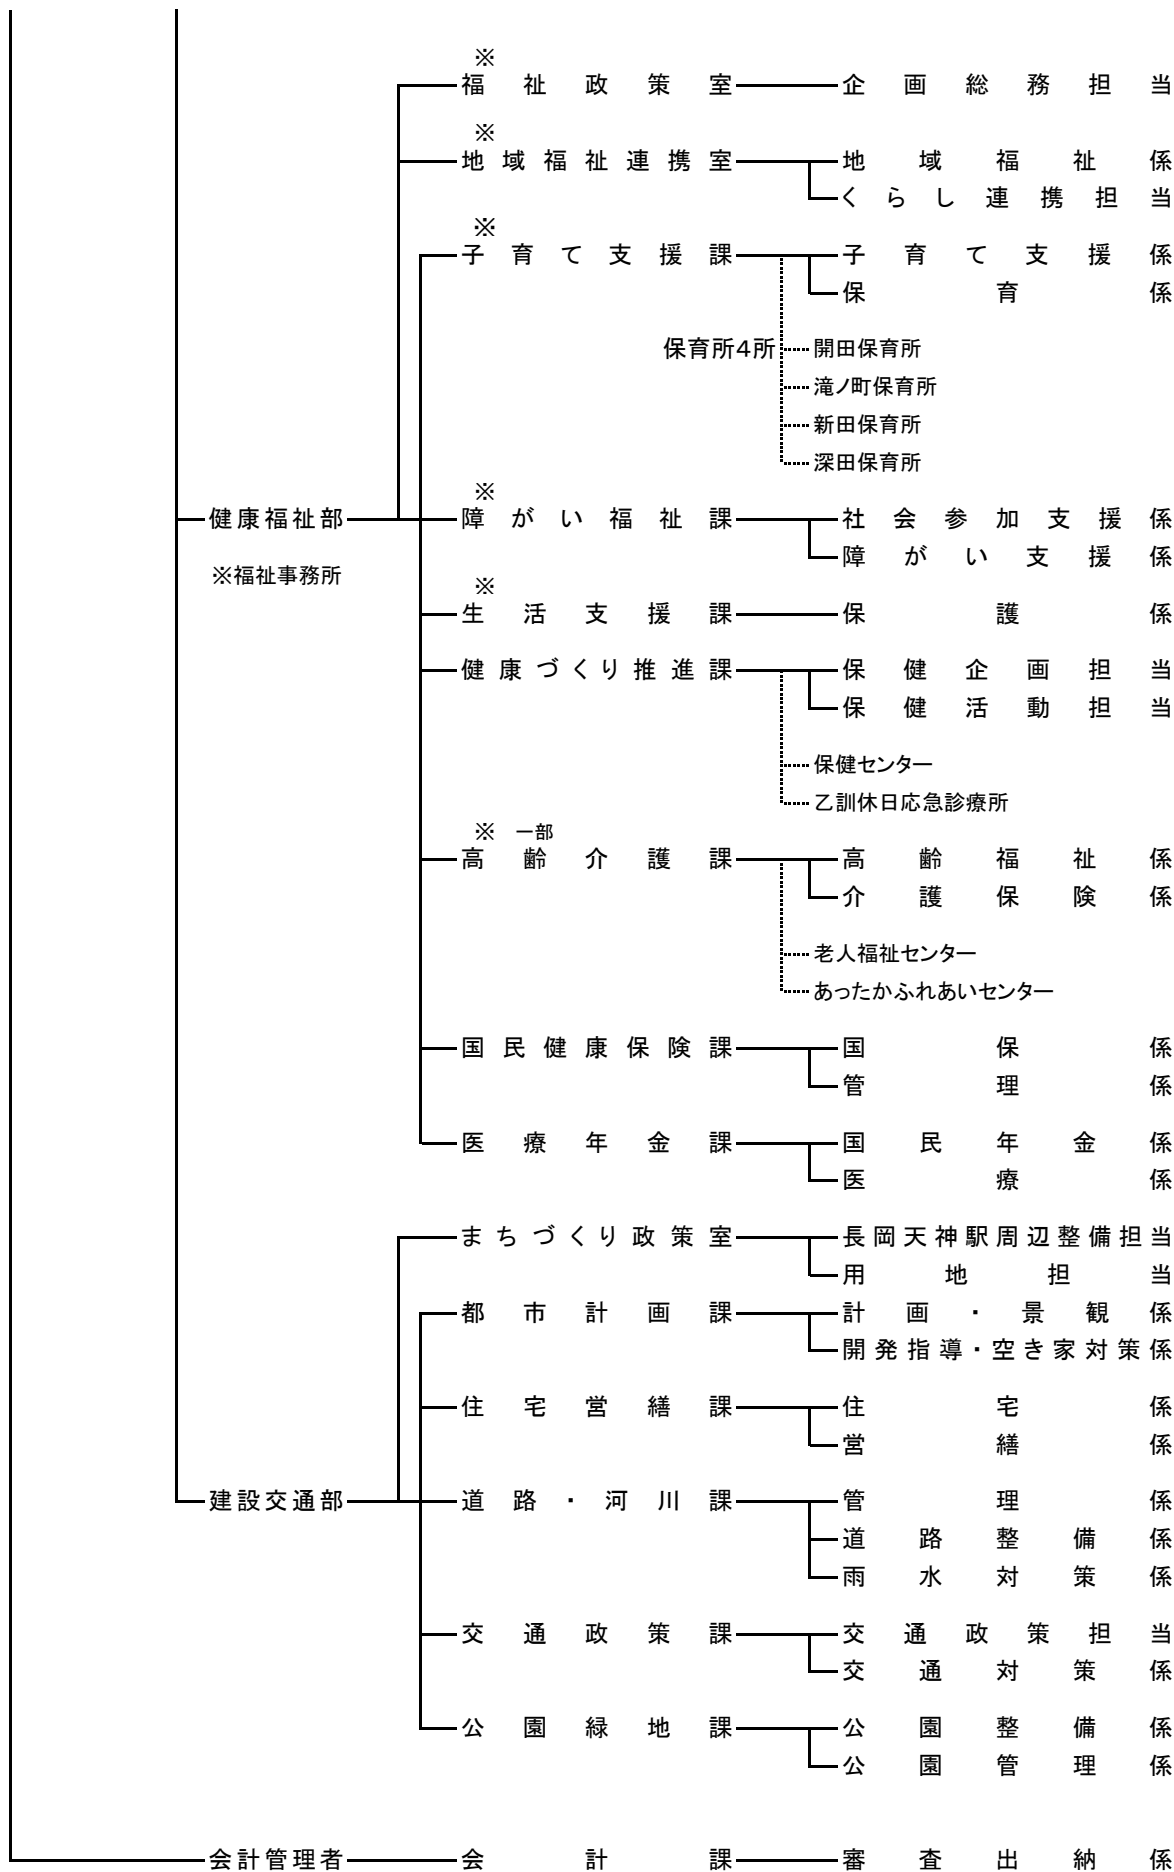 ※
福祉政策室 企画総務担当
※
地域福祉連携室 地域福祉係
くらし連携担当
※
子育て支援課 子育て支援係
保育係
保育所4所 開田保育所
滝ノ町保育所
新田保育所
深田保育所
※
健康福祉部 障がい福祉課 社会参加支援係
障がい支援係
※福祉事務所
※
生活支援課 保護係
健康づくり推進課 保健企画担当
保健活動担当
保健センター
乙訓休日応急診療所
※ 一部
高齢介護課 高齢福祉係
介護保険係
老人福祉センター
あったかふれあいセンター
国民健康保険課 国保係
管理係
医療年金課 国民年金係
医療係
まちづくり政策室 長岡天神駅周辺整備担当
用地担当
都市計画課 計画・景観係
開発指導・空き家対策係
住宅営繕課 住宅係
営繕係
建設交通部 道路・河川課 管理係
道路整備係
雨水対策係
交通政策課 交通政策担当
交通対策係
公園緑地課 公園整備係
公園管理係
会計管理者 会計課 審査出納係